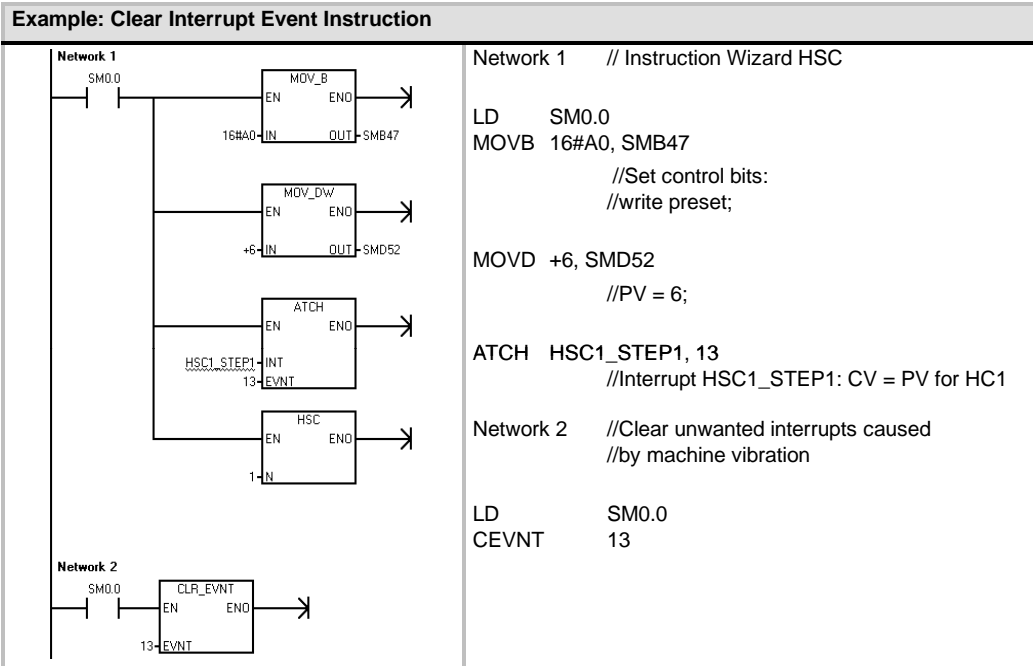 Example: Clear Interrupt Event Instruction
Network 1
SM0.0
MOV_B
EN ENO
16#A0 IN OUT SMB47
MOV_DW
EN ENO
+6 IN OUT SMD52
ATCH
EN ENO
HSC1_STEP1 INT
13 EVNT
HSC
EN ENO
1 N
Network 2
SM0.0
CLR_EVNT
EN ENO
13 EVNT
Network 1 // Instruction Wizard HSC
LD SM0.0
MOVB 16#A0, SMB47
//Set control bits:
//write preset;
MOVD +6, SMD52
//PV = 6;
ATCH HSC1_STEP1, 13
//Interrupt HSC1_STEP1: CV = PV for HC1
Network 2 //Clear unwanted interrupts caused
//by machine vibration
LD SM0.0
CEVNT 13